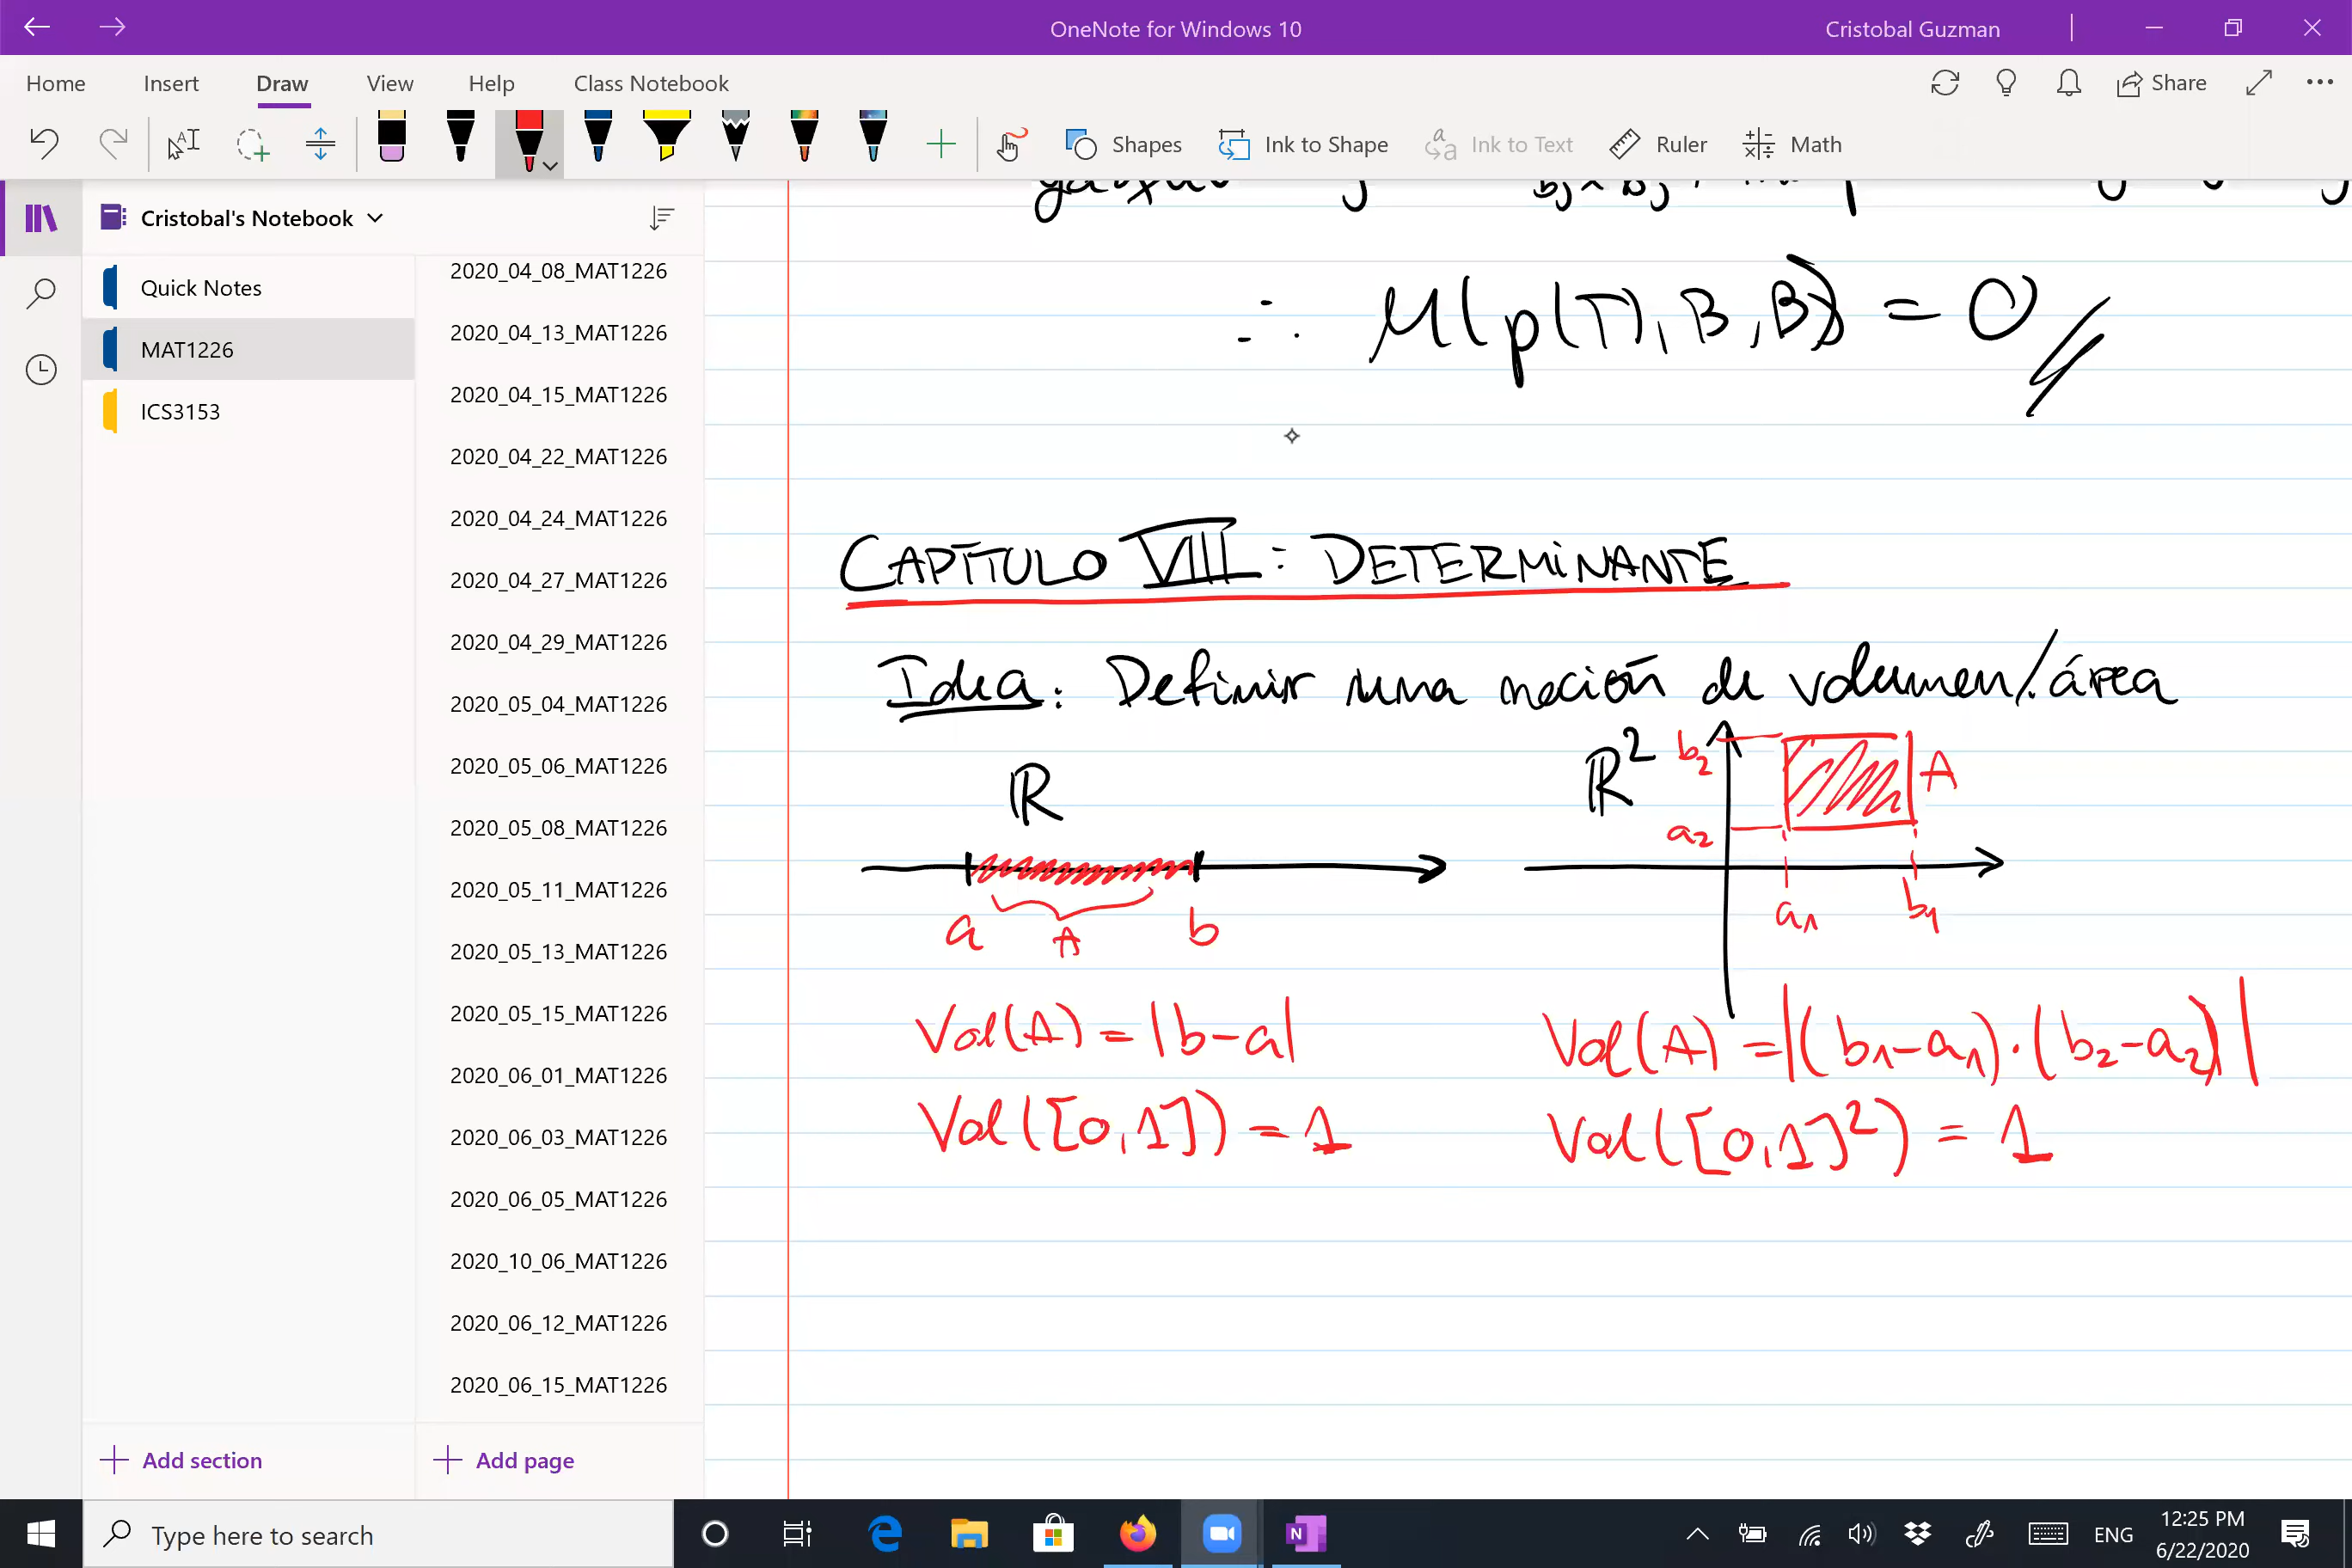 OneNote for Windows 10
Cristobal Guzman
Home Insert Draw View Help Class Notebook
Share
Shapes Ink to Shape Ink to Text Ruler Math
Cristobal's Notebook
Quick Notes
MAT1226
ICS3153
2020_04_08_MAT1226
2020_04_13_MAT1226
2020_04_15_MAT1226
2020_04_22_MAT1226
2020_04_24_MAT1226
2020_04_27_MAT1226
2020_04_29_MAT1226
2020_05_04_MAT1226
2020_05_06_MAT1226
2020_05_08_MAT1226
2020_05_11_MAT1226
2020_05_13_MAT1226
2020_05_15_MAT1226
2020_06_01_MAT1226
2020_06_03_MAT1226
2020_06_05_MAT1226
2020_10_06_MAT1226
2020_06_12_MAT1226
2020_06_15_MAT1226
Add section
Add page
∴ M(p(T), B, B) = 0
CAPÍTULO VIII: DETERMINANTE
Idea: Definir una noción de volumen/área
ℝ
a A b
Vol(A) = |b-a|
Vol([0,1]) = 1
ℝ² b₂ A
a₂
a₁ b₁
Vol(A) = |(b₁-a₁)·(b₂-a₂)|
Vol([0,1]²) = 1
Type here to search
N
ENG
12:25 PM
6/22/2020